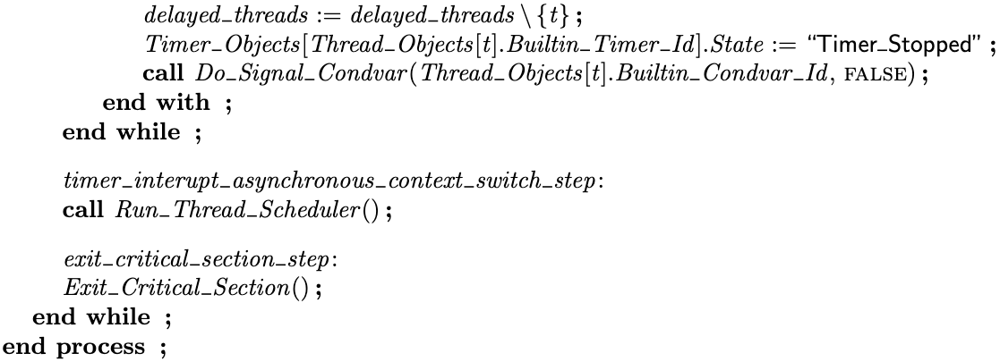 delayed_threads := delayed_threads \ {t} ;
Timer_Objects[Thread_Objects[t].Builtin_Timer_Id].State := “Timer_Stopped” ;
call Do_Signal_Condvar(Thread_Objects[t].Builtin_Condvar_Id, FALSE) ;
end with ;
end while ;
timer_interupt_asynchronous_context_switch_step:
call Run_Thread_Scheduler() ;
exit_critical_section_step:
Exit_Critical_Section() ;
end while ;
end process ;